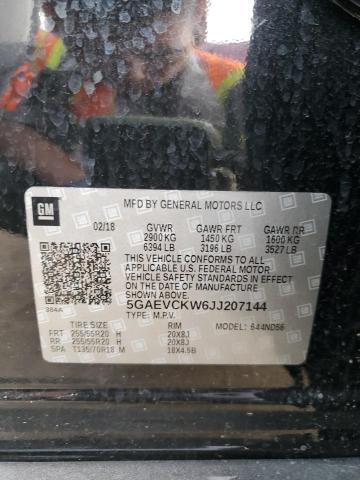 GM
MFD BY GENERAL MOTORS LLC
02/18 GVWR GAWR FRT GAWR RR
2900 KG 1450 KG 1600 KG
6394 LB 3196 LB 3527 LB
THIS VEHICLE CONFORMS TO ALL
APPLICABLE U.S. FEDERAL MOTOR
VEHICLE SAFETY STANDARDS IN EFFECT
ON THE DATE OF MANUFACTURE SHOWN
ABOVE.
384A 5GAEVCKW6JJ207144
TYPE: M.P.V. MODEL: 644ND56
TIRE SIZE RIM
FRT 255/55R20 H 20X8J
RR 255/55R20 H 20X8J
SPA T135/70R18 M 18X4.5B